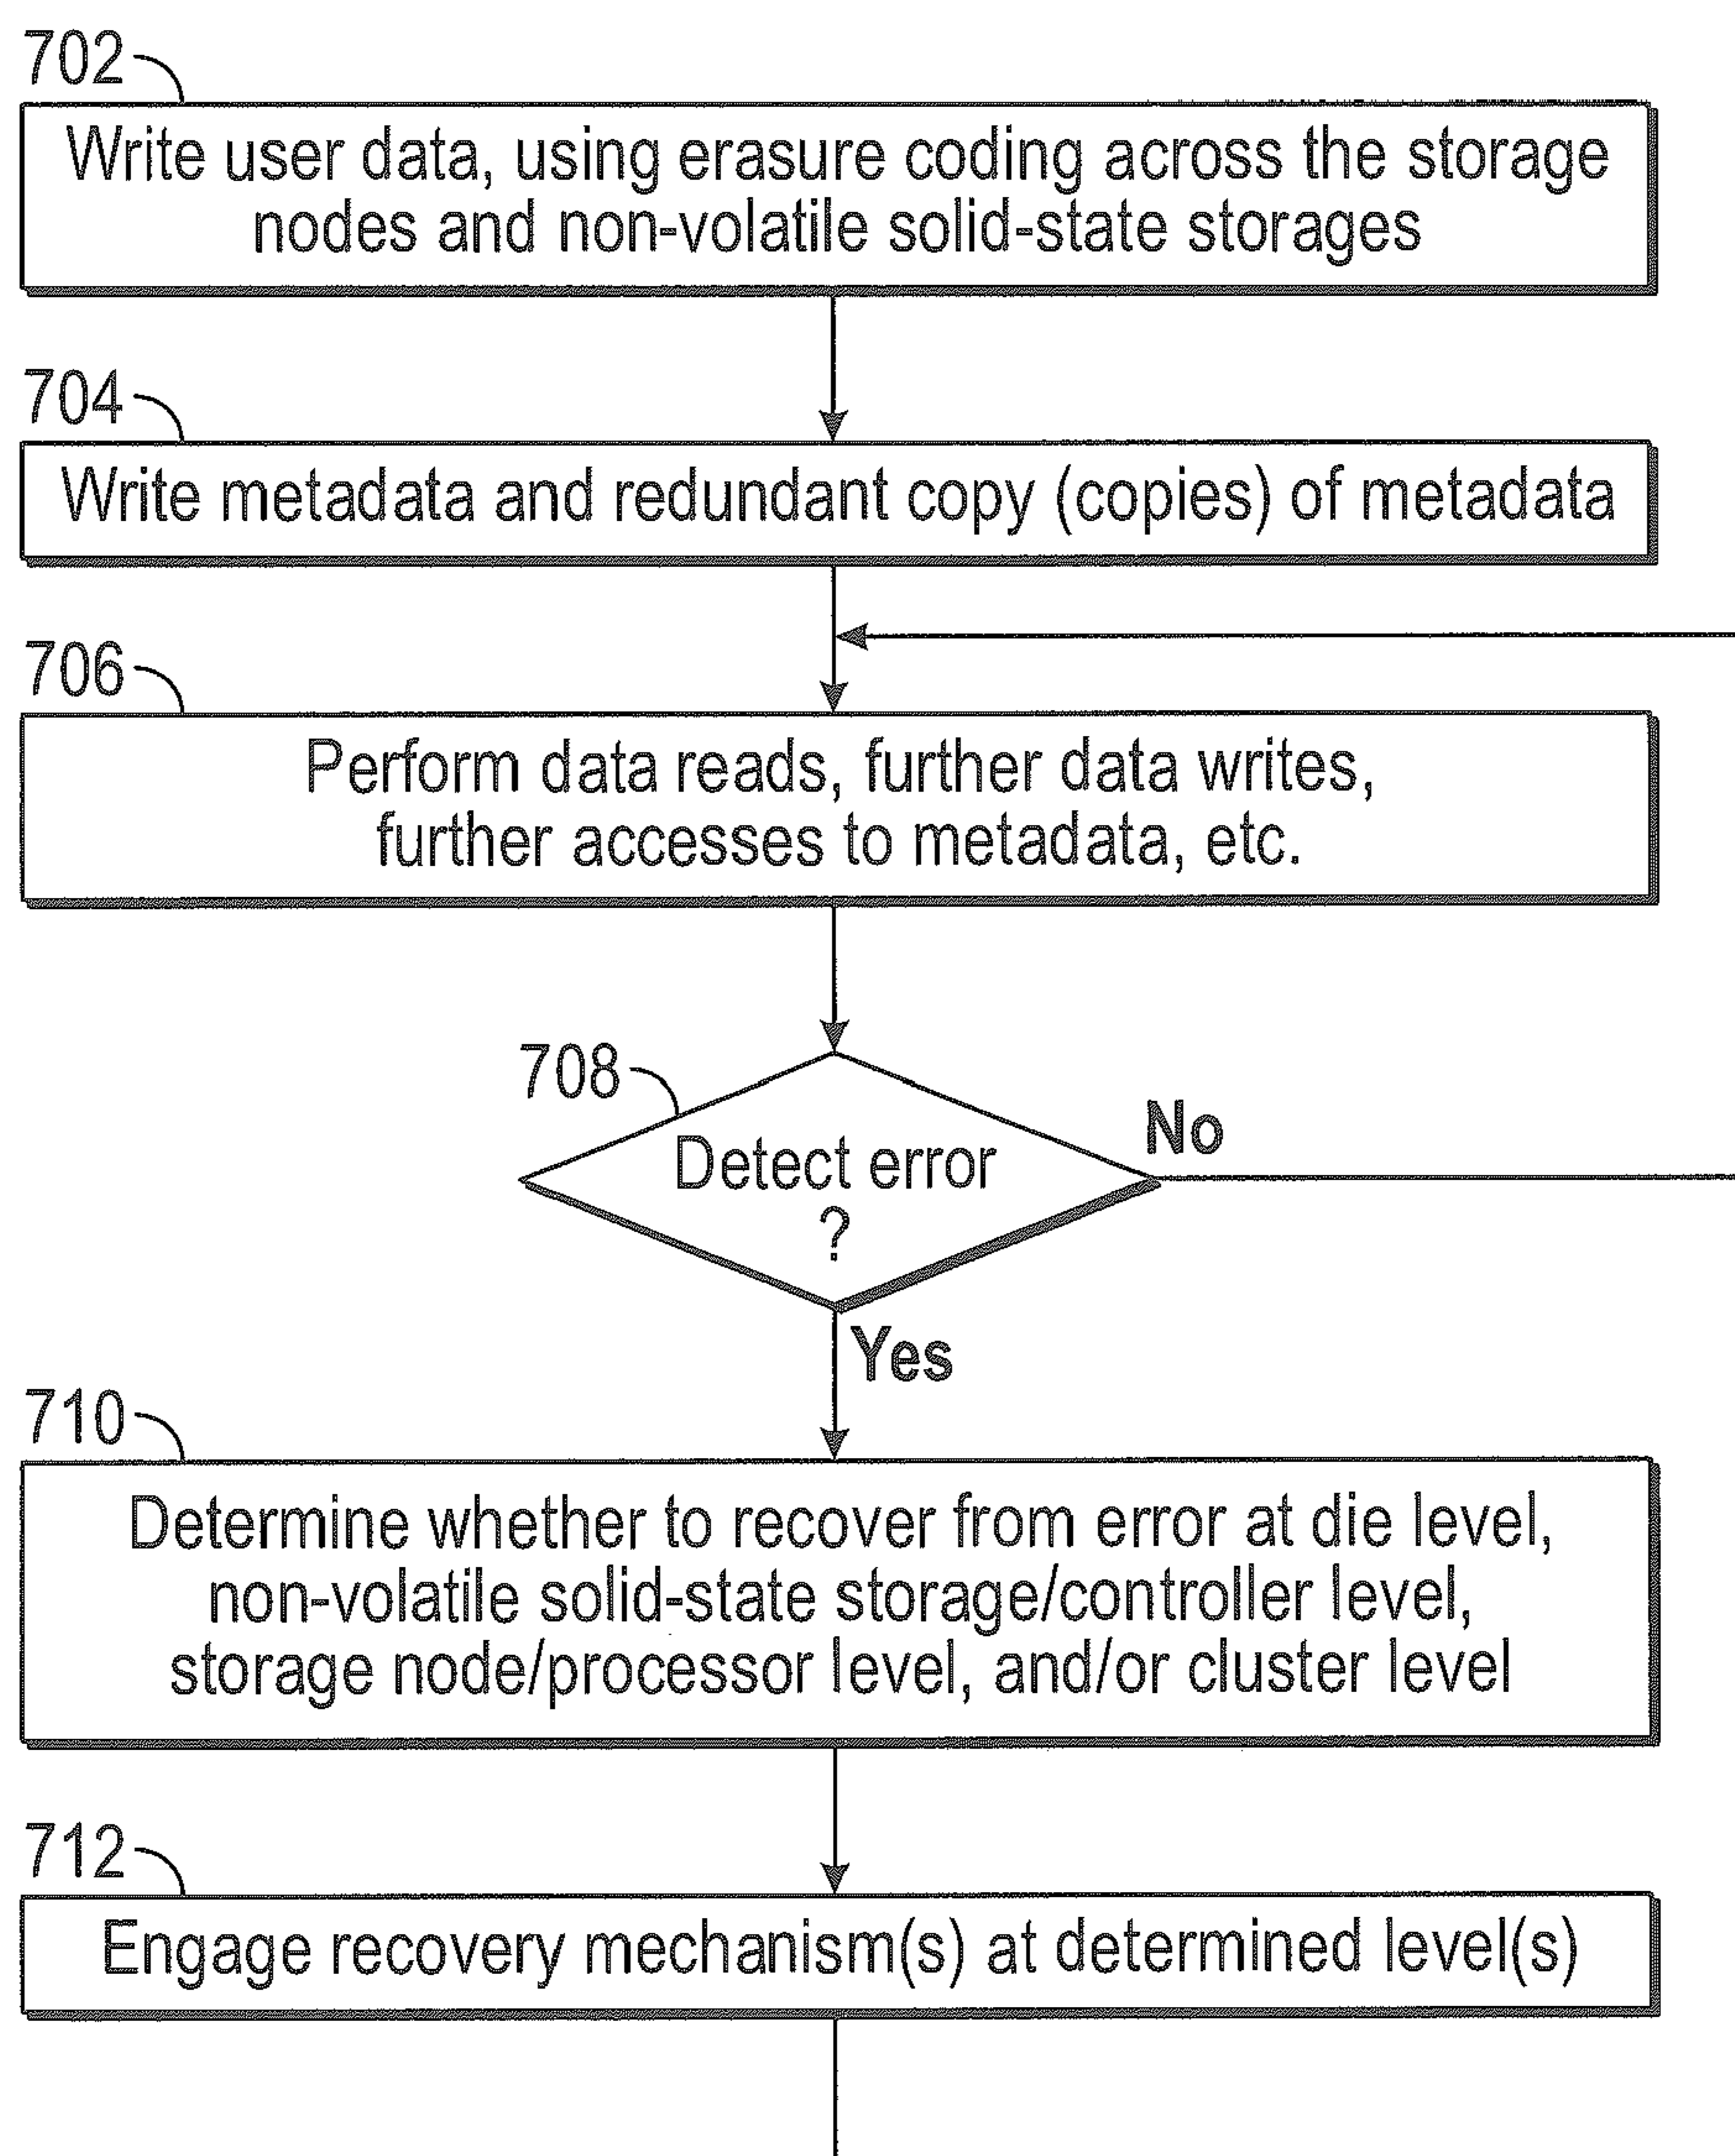 702
Write user data, using erasure coding across the storage
nodes and non-volatile solid-state storages
704
Write metadata and redundant copy (copies) of metadata
706
Perform data reads, further data writes,
further accesses to metadata, etc.
708
Detect error
?
No
Yes
710
Determine whether to recover from error at die level,
non-volatile solid-state storage/controller level,
storage node/processor level, and/or cluster level
712
Engage recovery mechanism(s) at determined level(s)